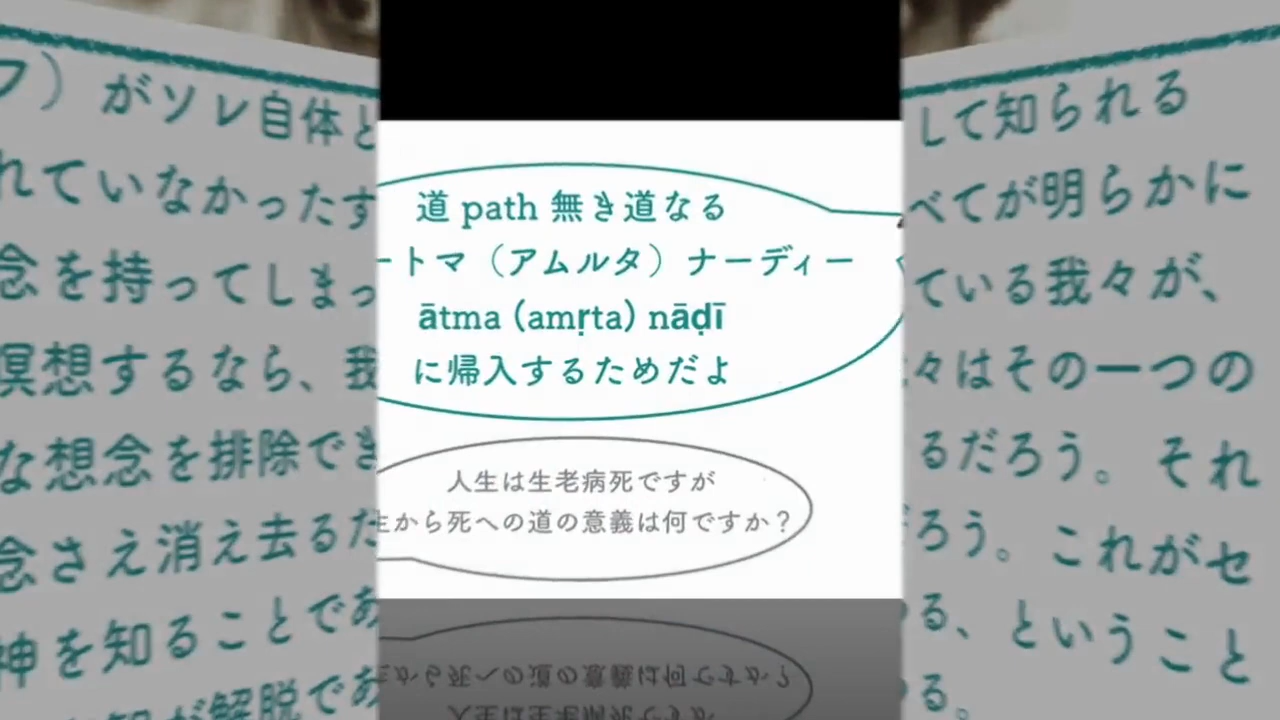 フ）がソレ自体と
れていなかったす
念を持ってしまっ
瞑想するなら、我
な想念を排除でき
念さえ消え去るだ
神を知ることであ
が解脱であ
道 path 無き道なる
ートマ（アムルタ）ナーディー
ātma (amṛta) nāḍī
に帰入するためだよ
人生は生老病死ですが
生から死への道の意義は何ですか？
して知られる
べてが明らかに
ている我々が、
々はその一つの
るだろう。それ
ろう。これがセ
る、ということ
る。